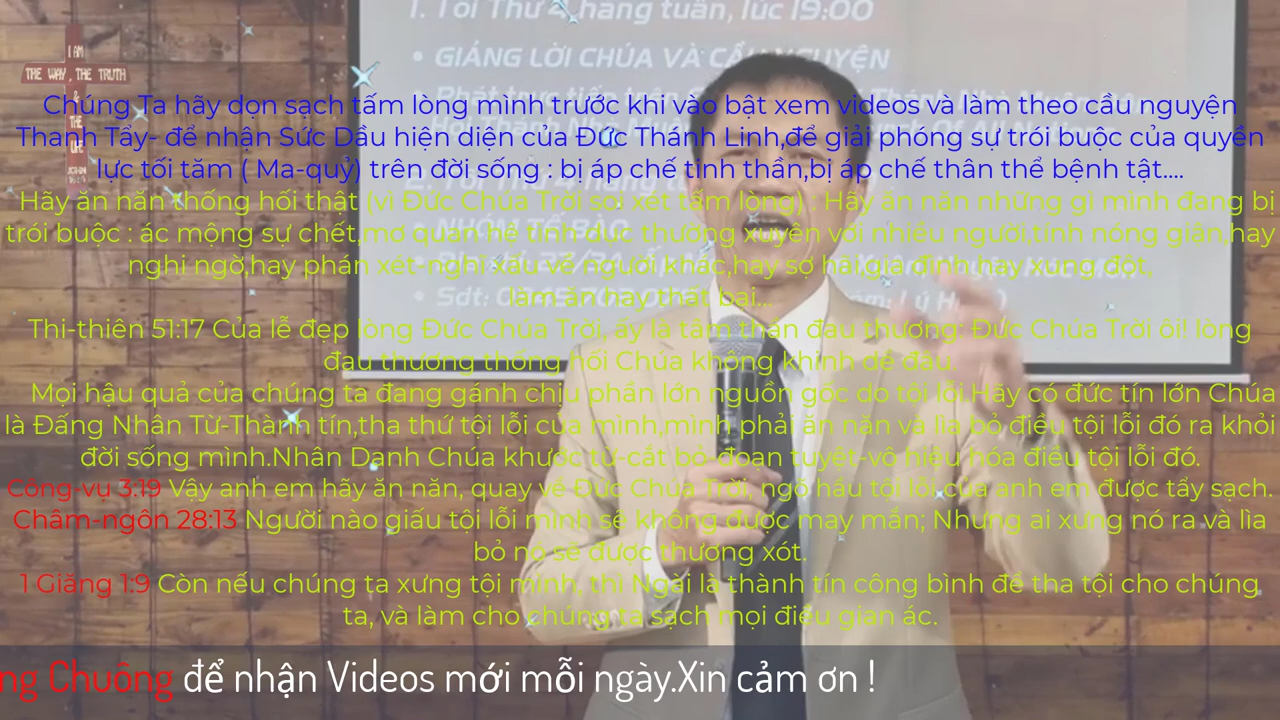 1. Tối Thứ 4 hàng tuần, lúc 19:00
• GIẢNG LỜI CHÚA VÀ CẦU NGUYỆN
I AM
THE WAY, THE TRUTH
& THE LIFE
Chúng Ta hãy dọn sạch tấm lòng mình trước khi vào bật xem videos và làm theo cầu nguyện
Thanh Tẩy- để nhận Sức Dầu hiện diện của Đức Thánh Linh,để giải phóng sự trói buộc của quyền
lực tối tăm ( Ma-quỷ) trên đời sống : bị áp chế tinh thần,bị áp chế thân thể bệnh tật....
Hãy ăn năn thống hối thật (vì Đức Chúa Trời soi xét tấm lòng) : Hãy ăn năn những gì mình đang bị
trói buộc : ác mộng sự chết,mơ quan hệ tình dục thường xuyên với nhiều người,tính nóng giận,hay
nghi ngờ,hay phán xét-nghĩ xấu về người khác,hay sợ hãi,gia đình hay xung đột,
làm ăn hay thất bại...
Thi-thiên 51:17 Của lễ đẹp lòng Đức Chúa Trời, ấy là tâm thần đau thương: Đức Chúa Trời ôi! lòng
đau thương thống hối Chúa không khinh dể đâu.
Mọi hậu quả của chúng ta đang gánh chịu phần lớn nguồn gốc do tội lỗi.Hãy có đức tín lớn Chúa
là Đấng Nhân Từ-Thành tín,tha thứ tội lỗi của mình,mình phải ăn năn và lìa bỏ điều tội lỗi đó ra khỏi
đời sống mình.Nhân Danh Chúa khước từ-cắt bỏ-đoạn tuyệt-vô hiệu hóa điều tội lỗi đó.
Công-vụ 3:19 Vậy anh em hãy ăn năn, quay về Đức Chúa Trời, ngõ hầu tội lỗi của anh em được tẩy sạch.
Châm-ngôn 28:13 Người nào giấu tội lỗi mình sẽ không được may mắn; Nhưng ai xưng nó ra và lìa
bỏ nó sẽ được thương xót.
1 Giăng 1:9 Còn nếu chúng ta xưng tội mình, thì Ngài là thành tín công bình để tha tội cho chúng
ta, và làm cho chúng ta sạch mọi điều gian ác.
ng Chuông để nhận Videos mới mỗi ngày.Xin cảm ơn !